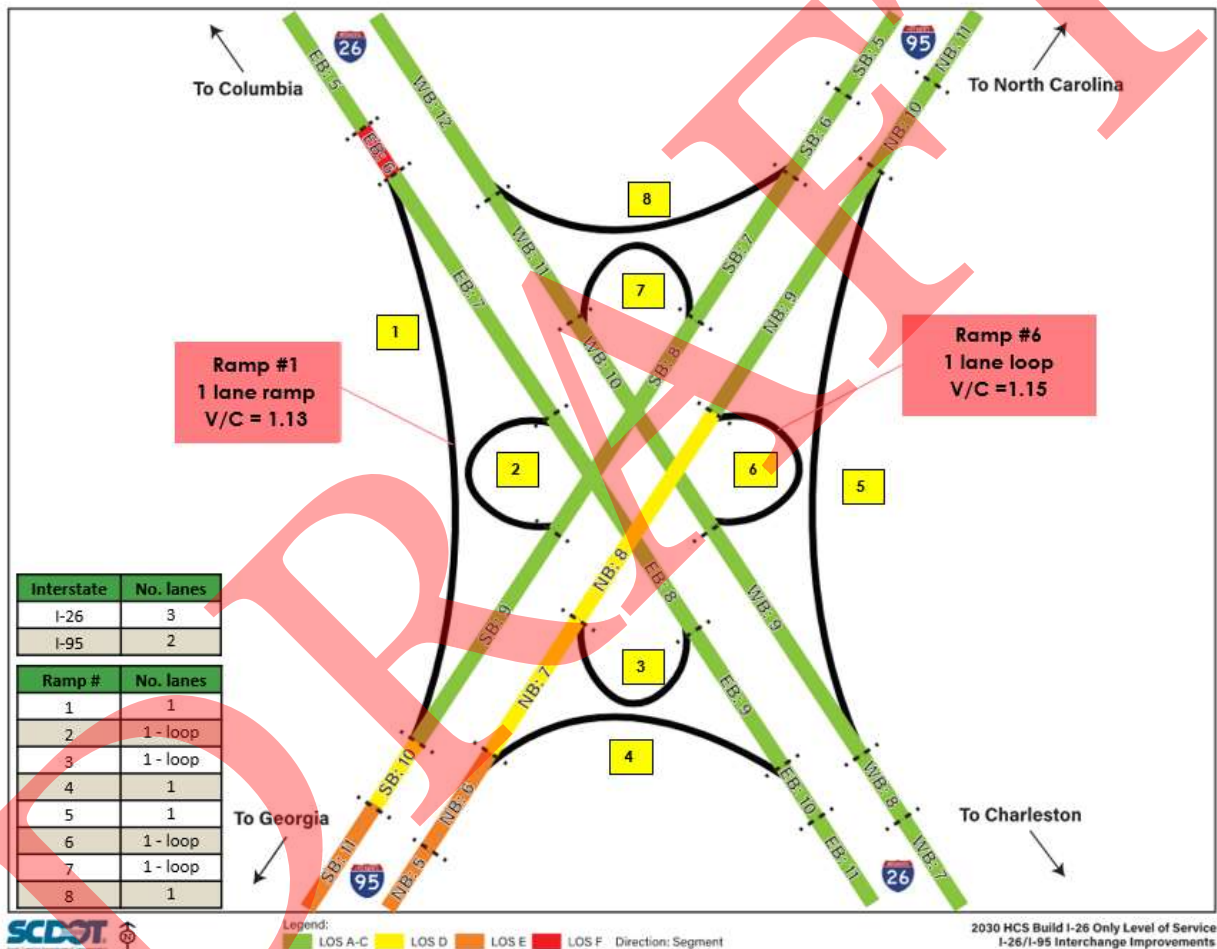 DRAFT
26
95
To Columbia
To North Carolina
EB: 5
WB: 12
SB: 5
NB: 11
EB: 6
SB: 6
NB: 10
8
WB: 11
SB: 7
EB: 7
7
NB: 9
1
Ramp #1
1 lane ramp
V/C = 1.13
Ramp #6
1 lane loop
V/C =1.15
WB: 10
SB: 8
2
6
5
NB: 8
EB: 8
WB: 9
SB: 9
3
NB: 7
EB: 9
4
SB: 10
NB: 6
EB: 10
WB: 8
SB: 11
NB: 5
EB: 11
WB: 7
Interstate No. lanes
I-26 3
I-95 2
Ramp # No. lanes
1 1
2 1 - loop
3 1 - loop
4 1
5 1
6 1 - loop
7 1 - loop
8 1
To Georgia
To Charleston
95
26
SCDOT
Legend:
LOS A-C LOS D LOS E LOS F Direction: Segment
2030 HCS Build I-26 Only Level of Service
I-26/I-95 Interchange Improvements